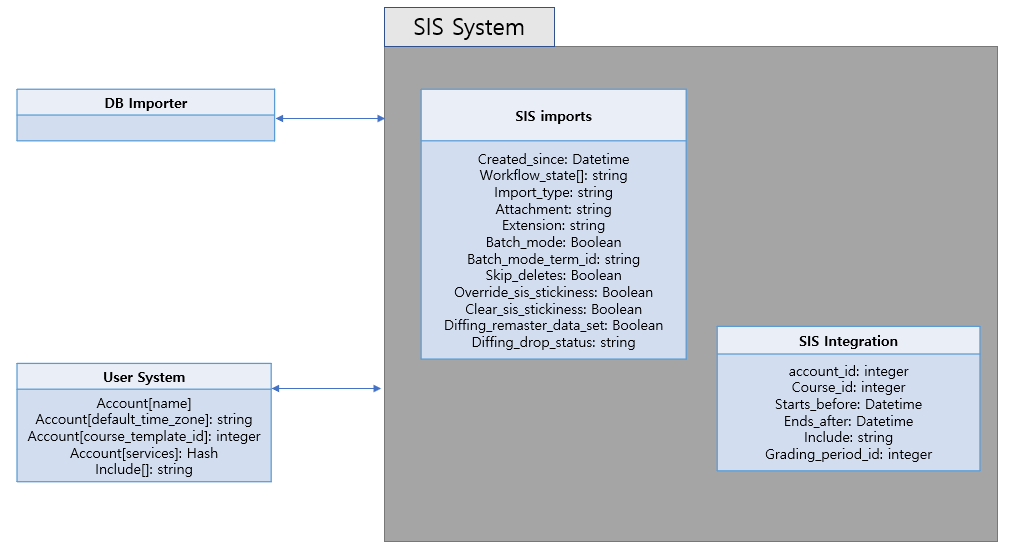 SIS System
DB Importer
SIS imports
Created_since: Datetime
Workflow_state[]: string
Import_type: string
Attachment: string
Extension: string
Batch_mode: Boolean
Batch_mode_term_id: string
Skip_deletes: Boolean
Override_sis_stickiness: Boolean
Clear_sis_stickiness: Boolean
Diffing_remaster_data_set: Boolean
Diffing_drop_status: string
SIS Integration
account_id: integer
Course_id: integer
Starts_before: Datetime
Ends_after: Datetime
Include: string
Grading_period_id: integer
User System
Account[name]
Account[default_time_zone]: string
Account[course_template_id]: integer
Account[services]: Hash
Include[]: string